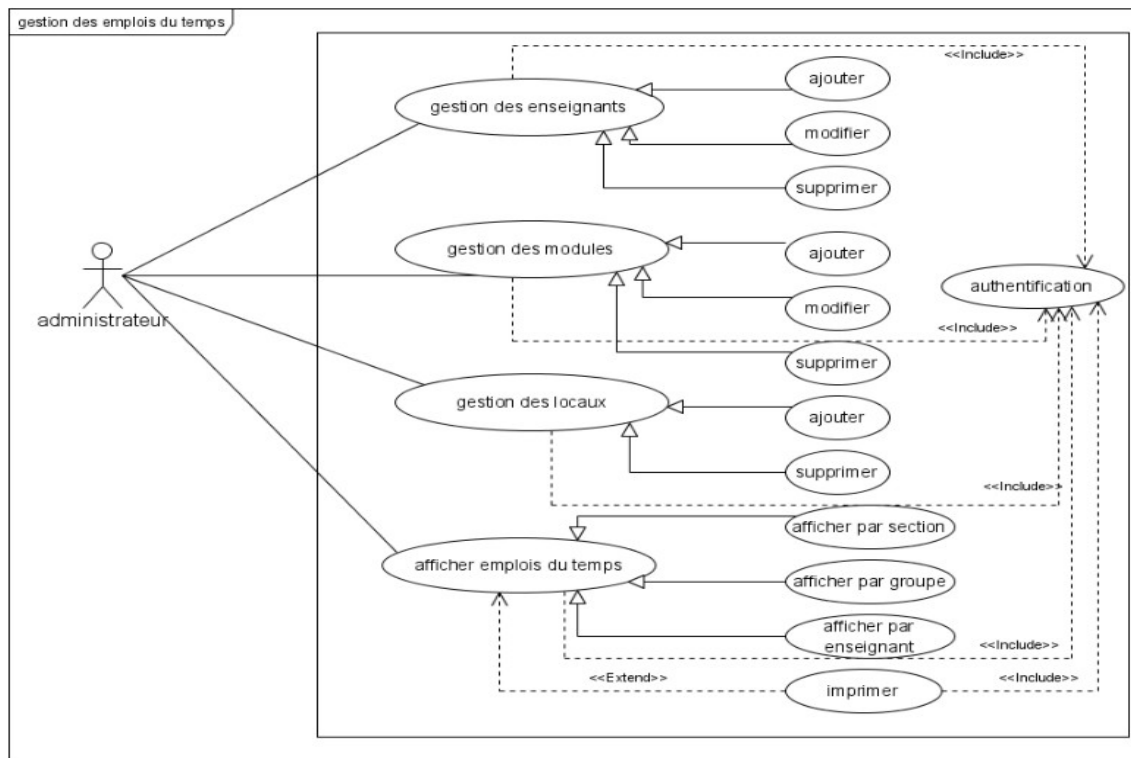 gestion des emplois du temps
<<Include>>
ajouter
gestion des enseignants
modifier
supprimer
ajouter
gestion des modules
authentification
modifier
administrateur
<<Include>>
supprimer
gestion des locaux
ajouter
supprimer
<<Include>>
afficher par section
afficher emplois du temps
afficher par groupe
afficher par
enseignant
<<Include>>
<<Extend>>
imprimer
<<Include>>